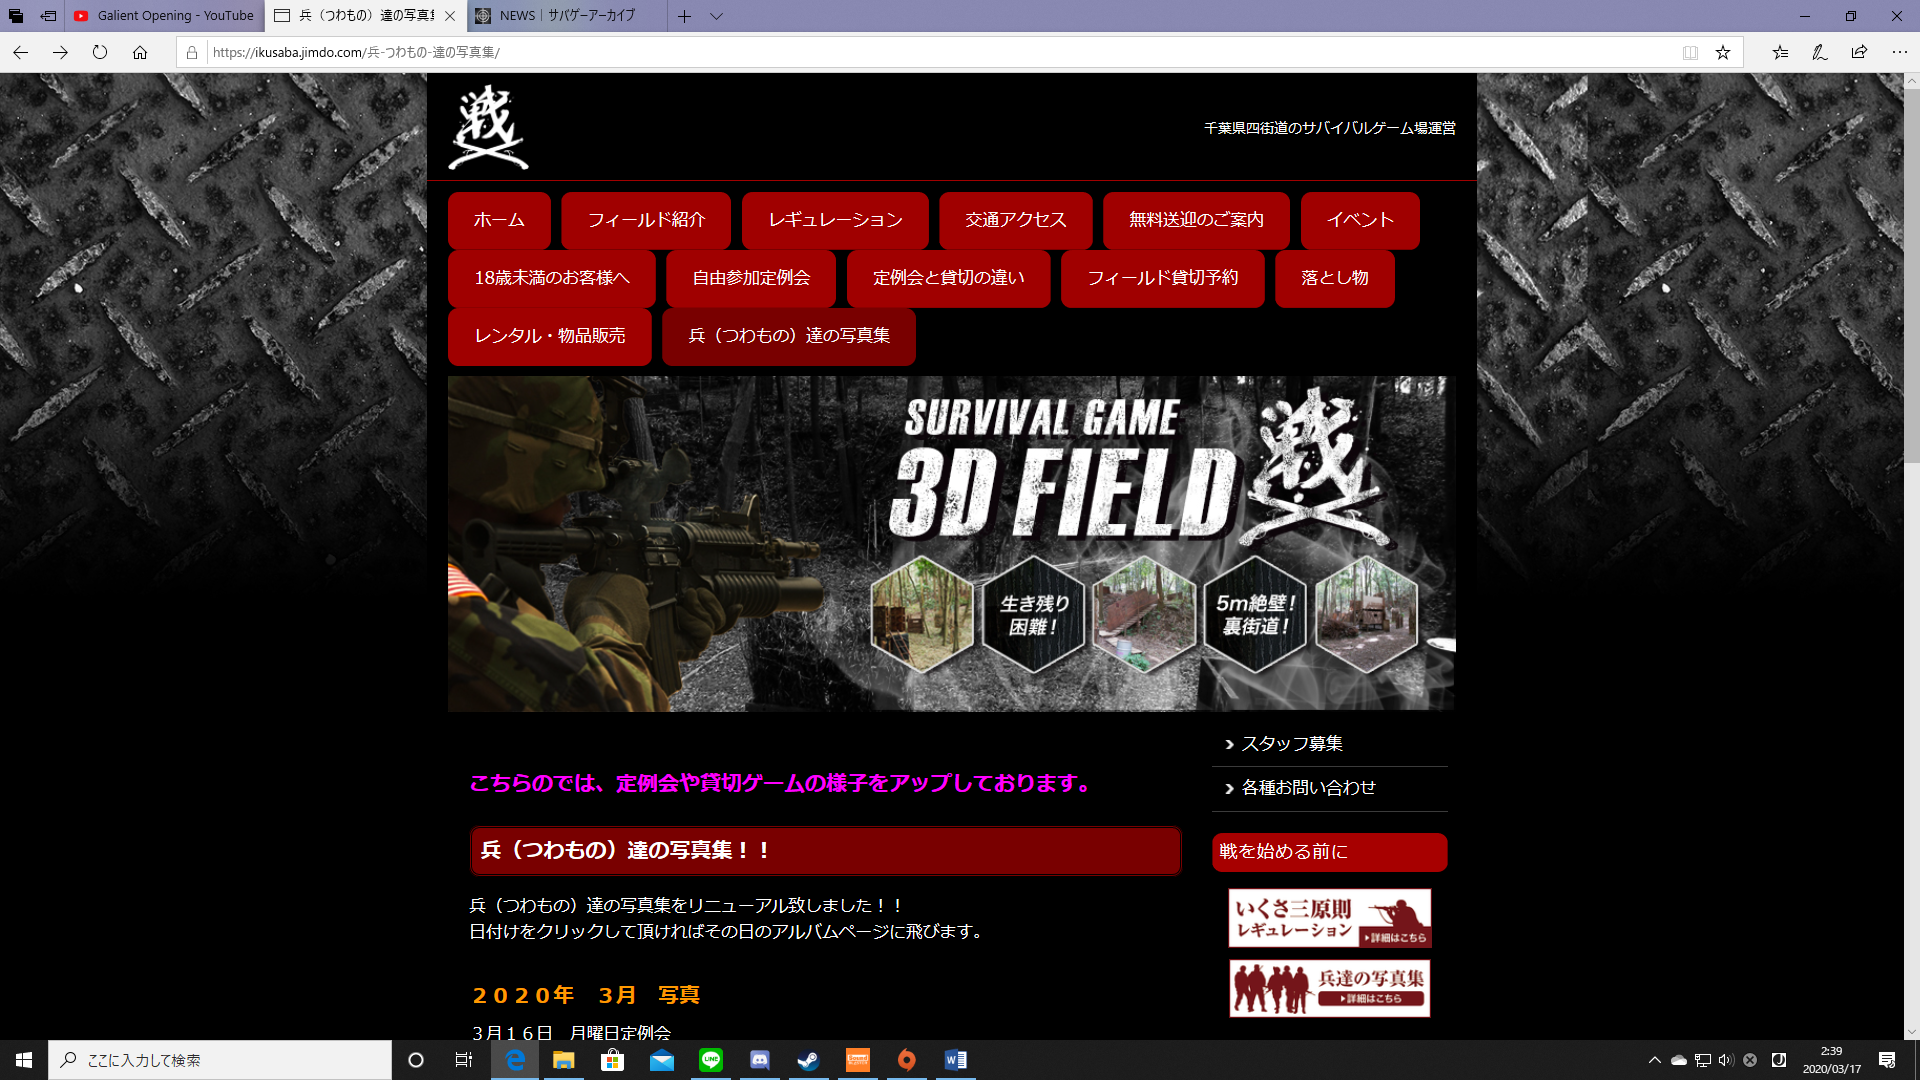 Galient Opening - YouTube
兵（つわもの）達の写真集
NEWS｜サバゲーアーカイブ
https://ikusaba.jimdo.com/兵-つわもの-達の写真集/
戦
千葉県四街道のサバイバルゲーム場運営
ホーム
フィールド紹介
レギュレーション
交通アクセス
無料送迎のご案内
イベント
18歳未満のお客様へ
自由参加定例会
定例会と貸切の違い
フィールド貸切予約
落とし物
レンタル・物品販売
兵（つわもの）達の写真集
SURVIVAL GAME
3D FIELD
戦
生き残り
困難！
5m絶壁！
裏街道！
スタッフ募集
各種お問い合わせ
こちらのでは、定例会や貸切ゲームの様子をアップしております。
兵（つわもの）達の写真集！！
戦を始める前に
兵（つわもの）達の写真集をリニューアル致しました！！
日付けをクリックして頂ければその日のアルバムページに飛びます。
いくさ三原則
レギュレーション
詳細はこちら
兵達の写真集
詳細はこちら
２０２０年　３月　写真
３月１６日　月曜日定例会
ここに入力して検索
LINE
2:39
2020/03/17